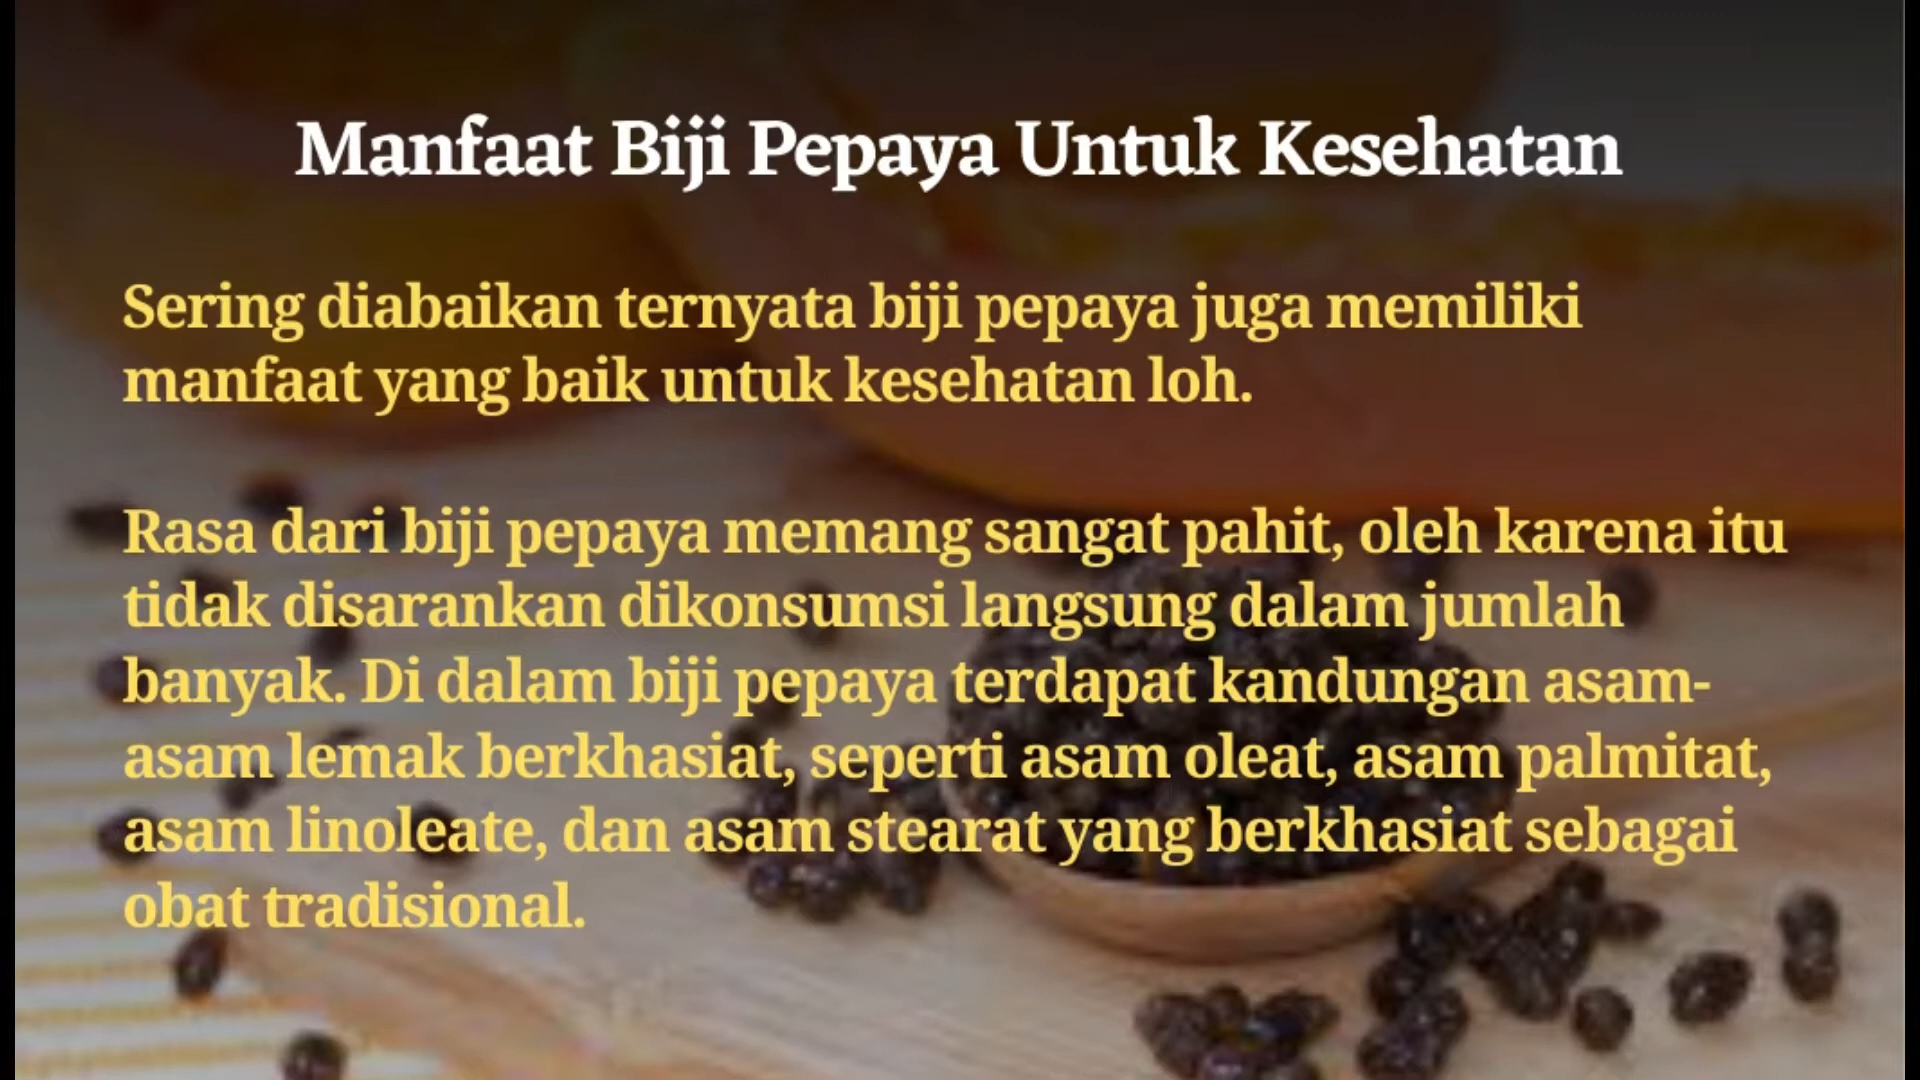 Manfaat Biji Pepaya Untuk Kesehatan
Sering diabaikan ternyata biji pepaya juga memiliki
manfaat yang baik untuk kesehatan loh.
Rasa dari biji pepaya memang sangat pahit, oleh karena itu
tidak disarankan dikonsumsi langsung dalam jumlah
banyak. Di dalam biji pepaya terdapat kandungan asam-
asam lemak berkhasiat, seperti asam oleat, asam palmitat,
asam linoleate, dan asam stearat yang berkhasiat sebagai
obat tradisional.